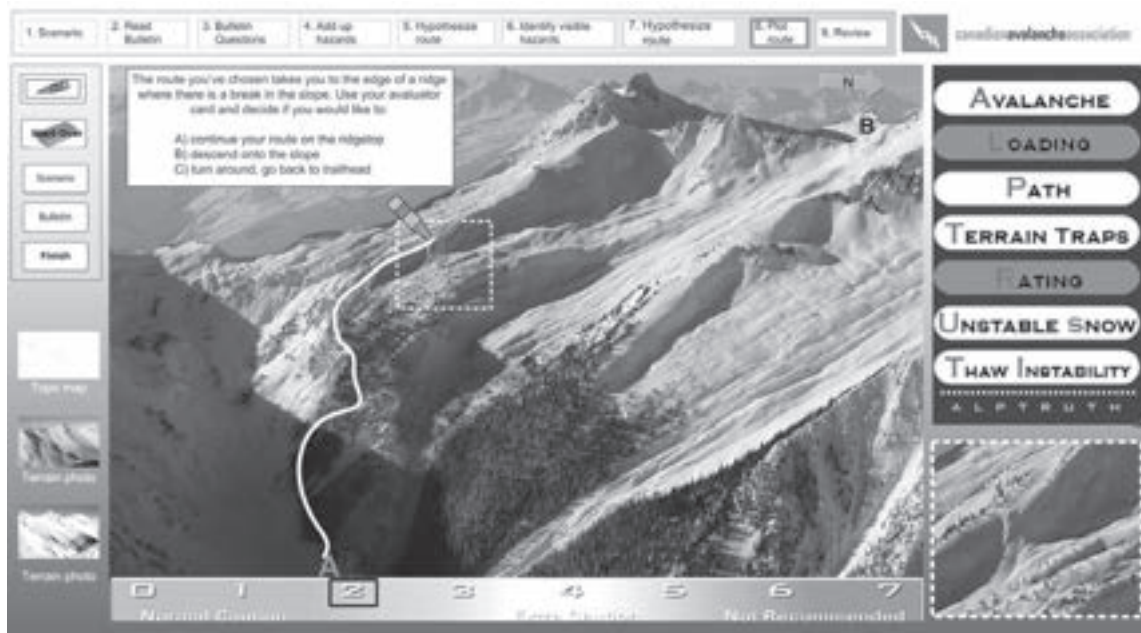 1. Scenario
2. Read Bulletin
3. Bulletin Questions
4. Add up hazards
5. Hypothesize route
6. Identify visible hazards
7. Hypothesize route
8. Plot route
9. Review
canadianavalancheassociation
The route you've chosen takes you to the edge of a ridge
where there is a break in the slope. Use your avaluator
card and decide if you would like to:
A) continue your route on the ridgetop
B) descend onto the slope
C) turn around, go back to trailhead
N
B
Scenario
Bulletin
Finish
Topo map
Terrain photo
Terrain photo
A
AVALANCHE
LOADING
PATH
TERRAIN TRAPS
RATING
UNSTABLE SNOW
THAW INSTABILITY
ALPTRUTH
0 1 2 3 4 5 6 7
Normal Caution Extra Caution Not Recommended